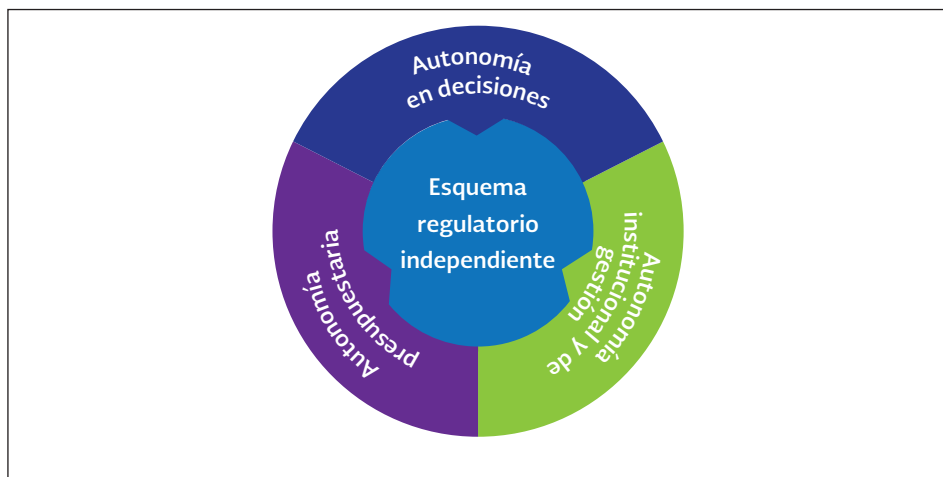 Autonomía
en decisiones
Esquema
regulatorio
independiente
Autonomía
presupuestaria
Autonomía
institucional y de
gestión